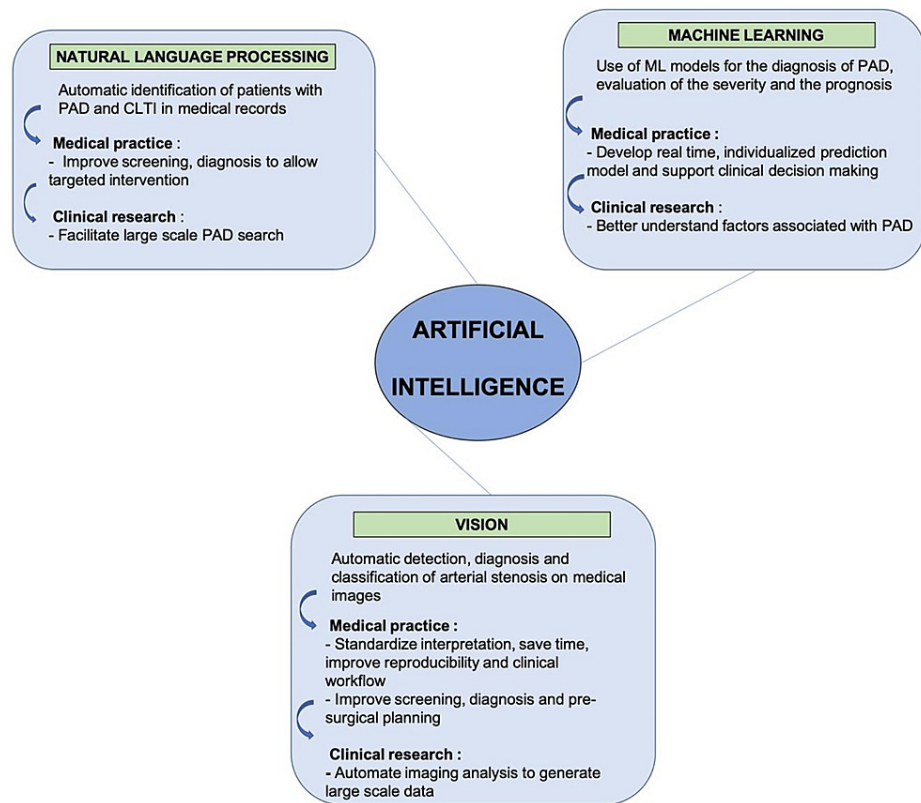 NATURAL LANGUAGE PROCESSING
Automatic identification of patients with
PAD and CLTI in medical records
Medical practice :
- Improve screening, diagnosis to allow
targeted intervention
Clinical research :
- Facilitate large scale PAD search
MACHINE LEARNING
Use of ML models for the diagnosis of PAD,
evaluation of the severity and the prognosis
Medical practice :
- Develop real time, individualized prediction
model and support clinical decision making
Clinical research :
- Better understand factors associated with PAD
ARTIFICIAL
INTELLIGENCE
VISION
Automatic detection, diagnosis and
classification of arterial stenosis on medical
images
Medical practice :
- Standardize interpretation, save time,
improve reproducibility and clinical
workflow
- Improve screening, diagnosis and pre-
surgical planning
Clinical research :
- Automate imaging analysis to generate
large scale data